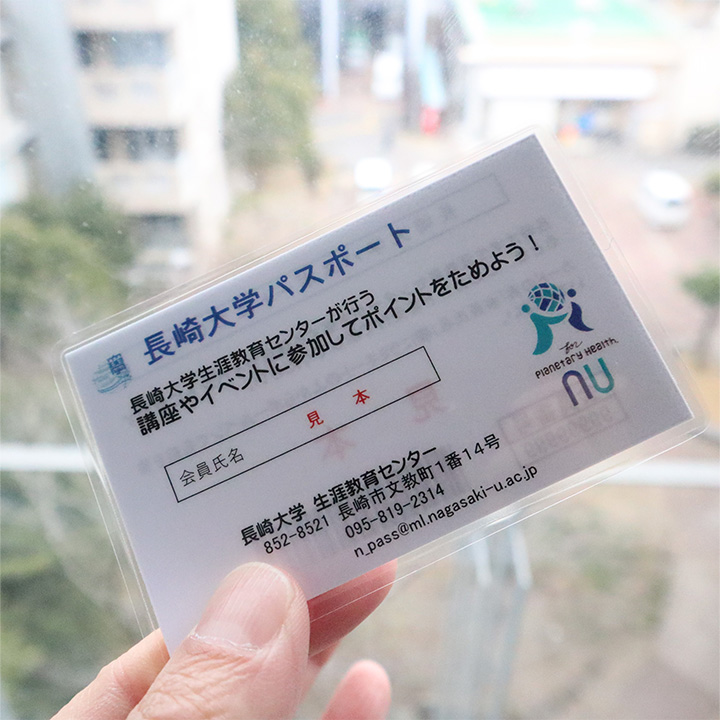 長崎大学パスポート
長崎大学生涯教育センターが行う
講座やイベントに参加してポイントをためよう！
for
Planetary Health
NU
会員氏名 見本
長崎大学 生涯教育センター
852-8521 長崎市文教町1番14号
095-819-2314
n_pass@ml.nagasaki-u.ac.jp